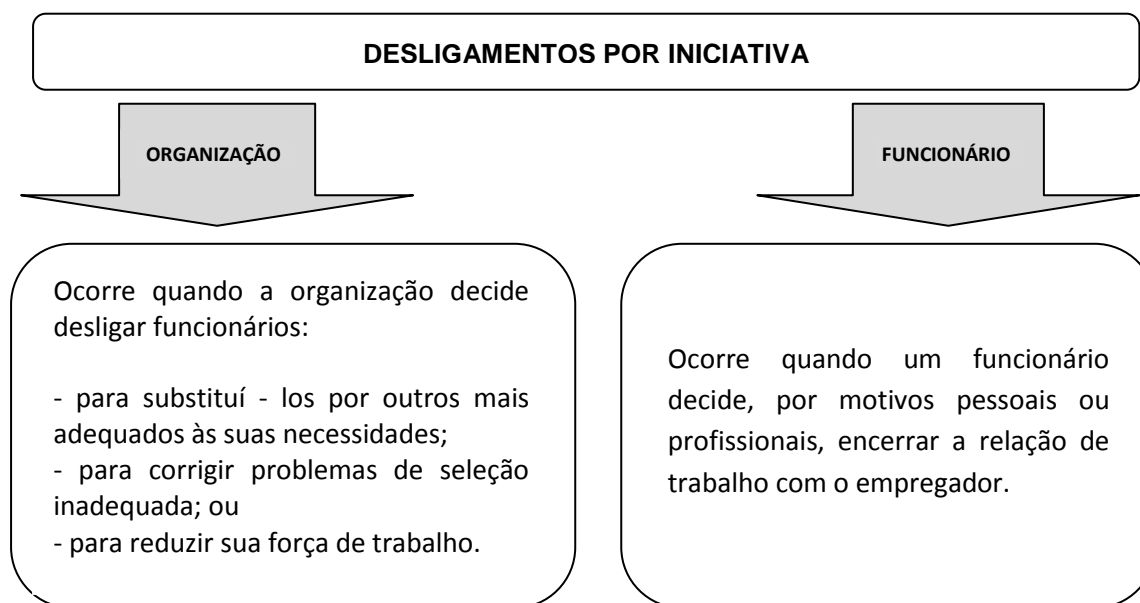 DESLIGAMENTOS POR INICIATIVA
ORGANIZAÇÃO
FUNCIONÁRIO
Ocorre quando a organização decide
desligar funcionários:
- para substituí - los por outros mais
adequados às suas necessidades;
- para corrigir problemas de seleção
inadequada; ou
- para reduzir sua força de trabalho.
Ocorre quando um funcionário
decide, por motivos pessoais ou
profissionais, encerrar a relação de
trabalho com o empregador.